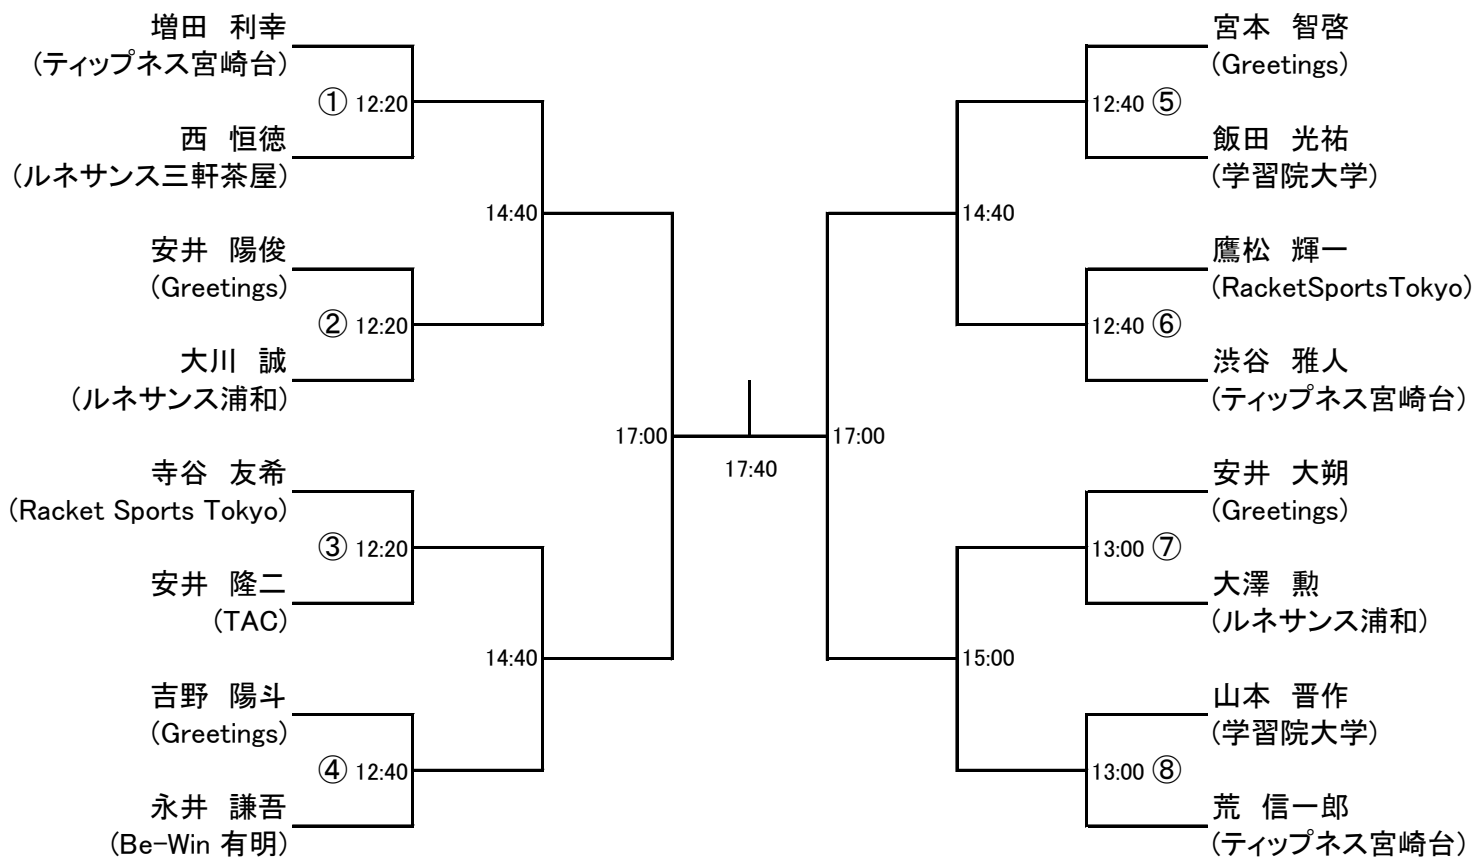 増田 利幸
(ティップネス宮崎台)
① 12:20
西 恒徳
(ルネサンス三軒茶屋)
14:40
安井 陽俊
(Greetings)
② 12:20
大川 誠
(ルネサンス浦和)
17:00
寺谷 友希
(Racket Sports Tokyo)
③ 12:20
安井 隆二
(TAC)
14:40
吉野 陽斗
(Greetings)
④ 12:40
永井 謙吾
(Be-Win 有明)
17:40
宮本 智啓
(Greetings)
12:40 ⑤
飯田 光祐
(学習院大学)
14:40
鷹松 輝一
(RacketSportsTokyo)
12:40 ⑥
渋谷 雅人
(ティップネス宮崎台)
17:00
安井 大朔
(Greetings)
13:00 ⑦
大澤 勲
(ルネサンス浦和)
15:00
山本 晋作
(学習院大学)
13:00 ⑧
荒 信一郎
(ティップネス宮崎台)